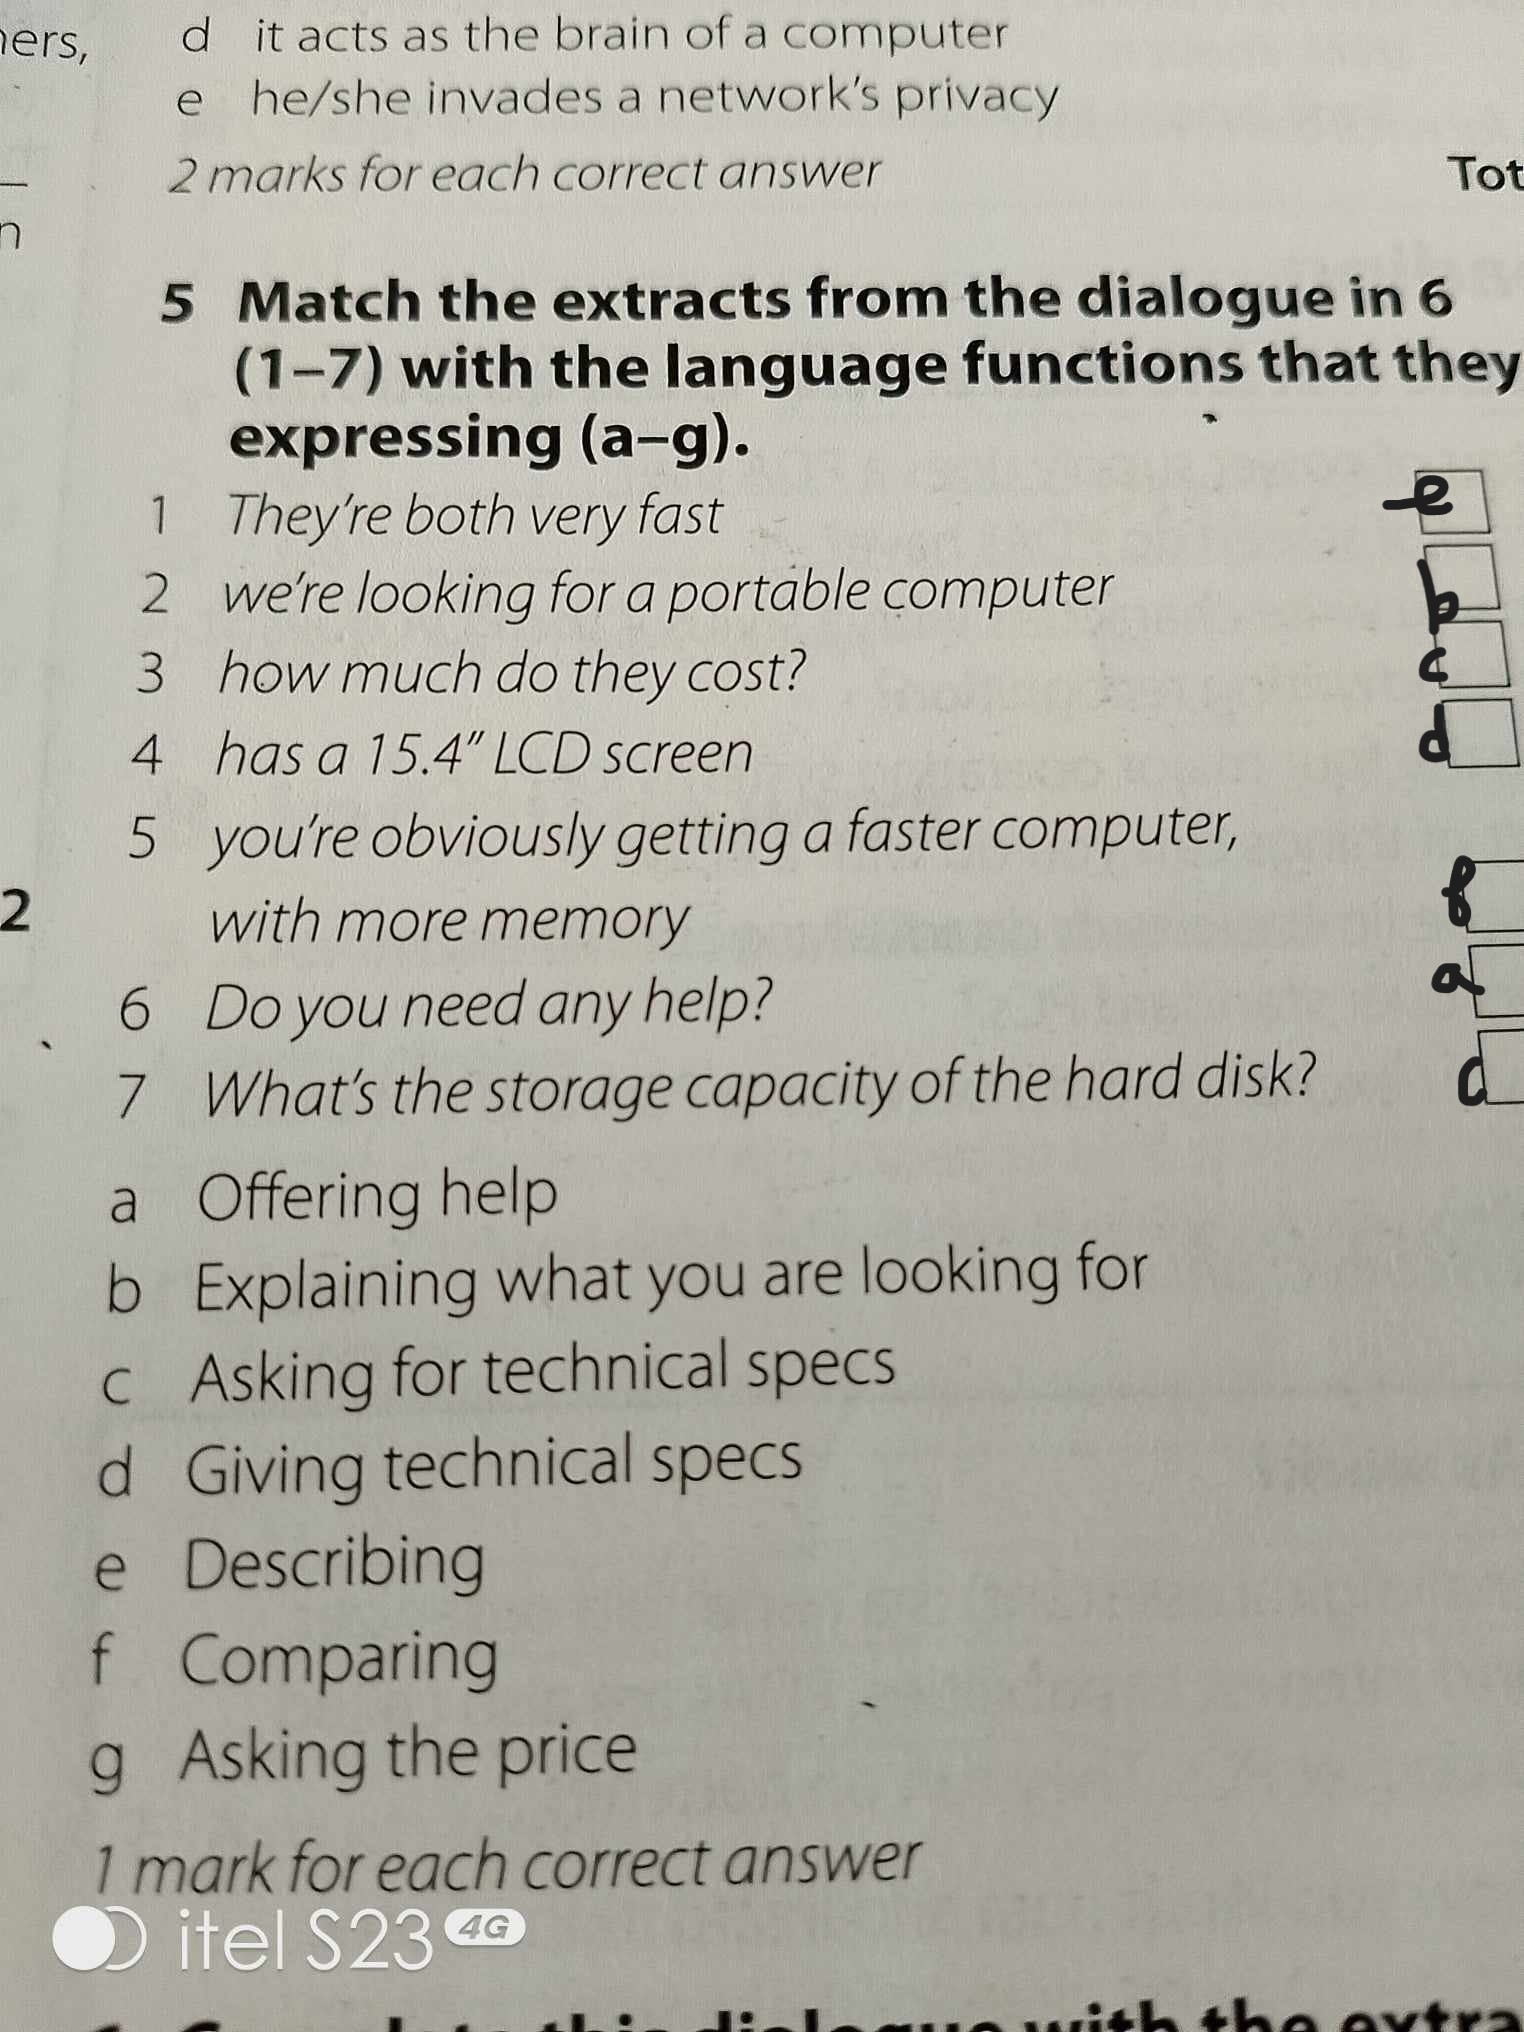 ners,
d it acts as the brain of a computer
e he/she invades a network's privacy
2 marks for each correct answer
Tot
n
5 Match the extracts from the dialogue in 6
(1–7) with the language functions that they
expressing (a–g).
1 They're both very fast e
2 we're looking for a portable computer b
3 how much do they cost? c
4 has a 15.4" LCD screen d
5 you're obviously getting a faster computer,
2 with more memory f
6 Do you need any help? a
7 What's the storage capacity of the hard disk? c
a Offering help
b Explaining what you are looking for
c Asking for technical specs
d Giving technical specs
e Describing
f Comparing
g Asking the price
1 mark for each correct answer
itel S23 4G
dialogue with the extra